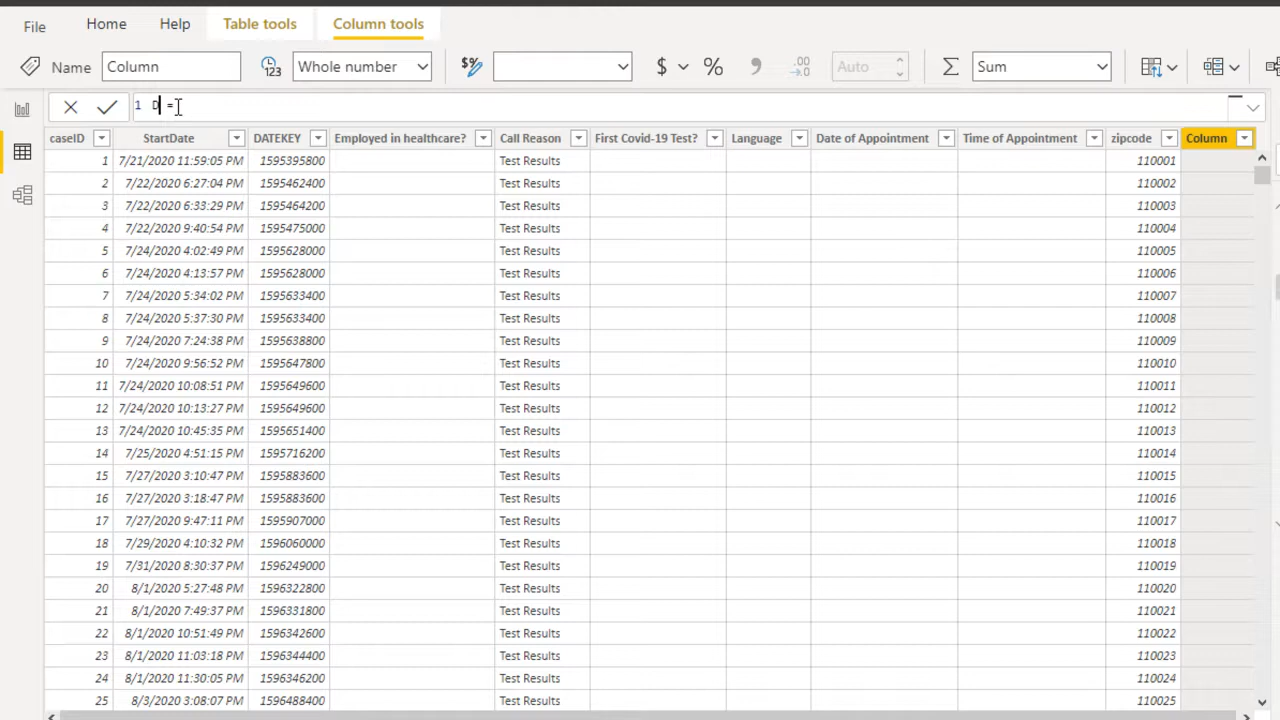 File Home Help Table tools Column tools
Name Column 123 Whole number $% $ % , .00 Auto Σ Sum
1 D =
caseID StartDate DATEKEY Employed in healthcare? Call Reason First Covid-19 Test? Language Date of Appointment Time of Appointment zipcode Column
1 7/21/2020 11:59:05 PM 1595395800 Test Results 110001
2 7/22/2020 6:27:04 PM 1595462400 Test Results 110002
3 7/22/2020 6:33:29 PM 1595464200 Test Results 110003
4 7/22/2020 9:40:54 PM 1595475000 Test Results 110004
5 7/24/2020 4:02:49 PM 1595628000 Test Results 110005
6 7/24/2020 4:13:57 PM 1595628000 Test Results 110006
7 7/24/2020 5:34:02 PM 1595633400 Test Results 110007
8 7/24/2020 5:37:30 PM 1595633400 Test Results 110008
9 7/24/2020 7:24:38 PM 1595638800 Test Results 110009
10 7/24/2020 9:56:52 PM 1595647800 Test Results 110010
11 7/24/2020 10:08:51 PM 1595649600 Test Results 110011
12 7/24/2020 10:13:27 PM 1595649600 Test Results 110012
13 7/24/2020 10:45:35 PM 1595651400 Test Results 110013
14 7/25/2020 4:51:15 PM 1595716200 Test Results 110014
15 7/27/2020 3:10:47 PM 1595883600 Test Results 110015
16 7/27/2020 3:18:47 PM 1595883600 Test Results 110016
17 7/27/2020 9:47:11 PM 1595907000 Test Results 110017
18 7/29/2020 4:10:32 PM 1596060000 Test Results 110018
19 7/31/2020 8:30:37 PM 1596249000 Test Results 110019
20 8/1/2020 5:27:48 PM 1596322800 Test Results 110020
21 8/1/2020 7:49:37 PM 1596331800 Test Results 110021
22 8/1/2020 10:51:49 PM 1596342600 Test Results 110022
23 8/1/2020 11:03:18 PM 1596344400 Test Results 110023
24 8/1/2020 11:30:05 PM 1596346200 Test Results 110024
25 8/3/2020 3:08:07 PM 1596488400 Test Results 110025